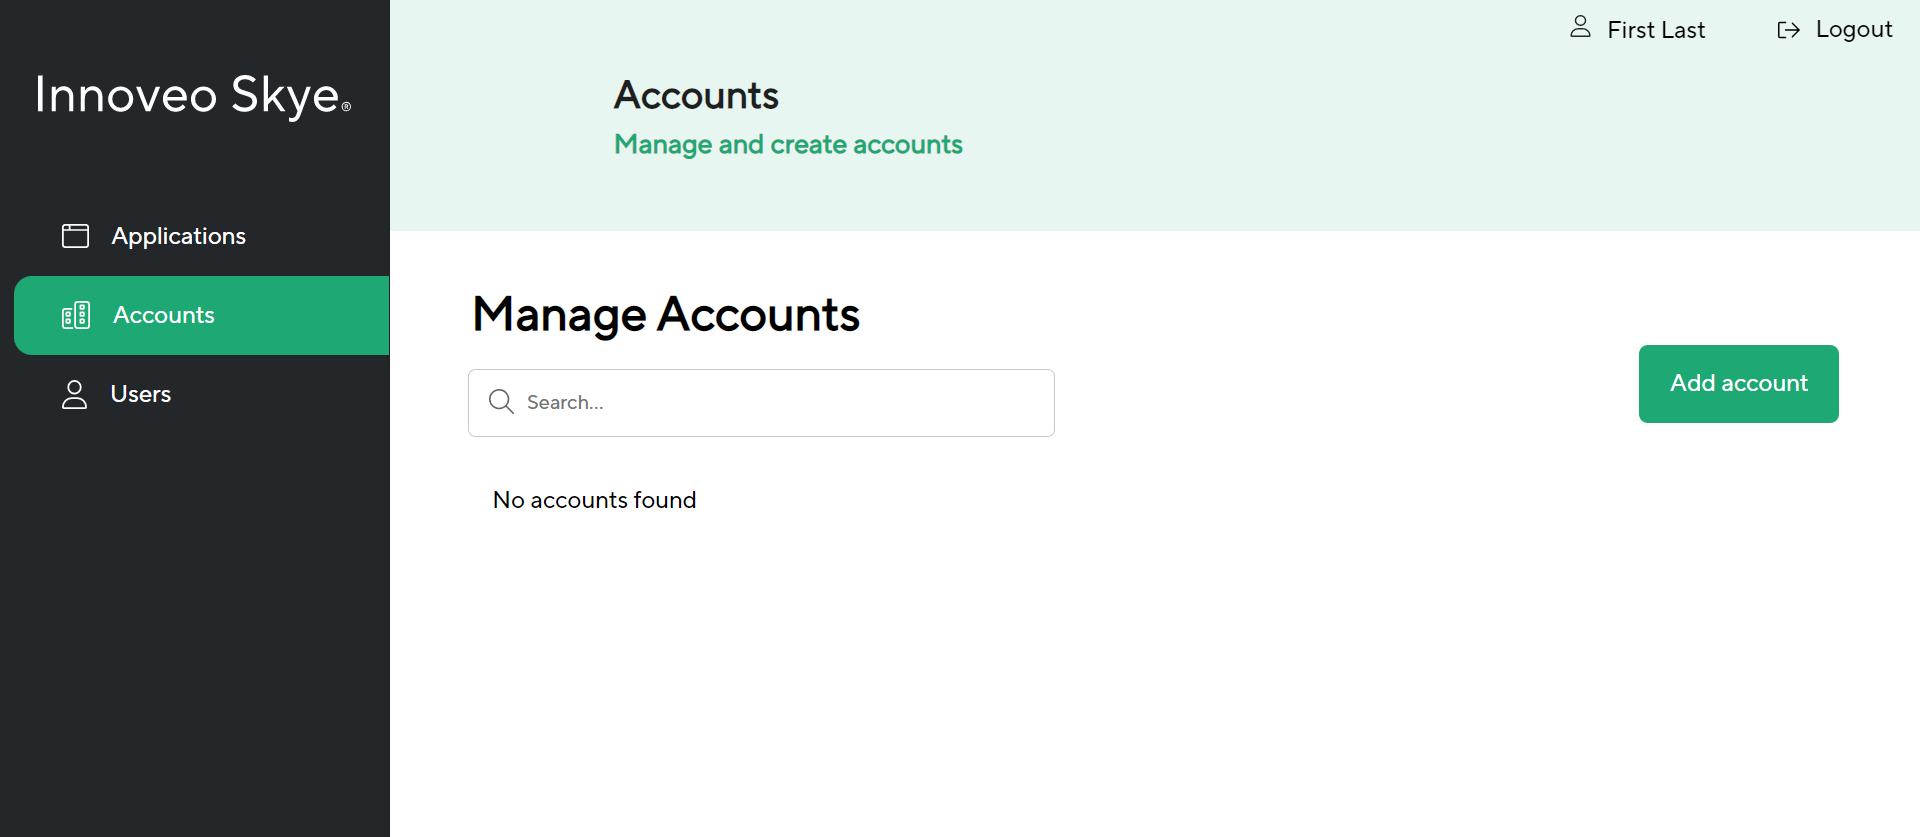 Innoveo Skye®
Applications
Accounts
Users
First Last
Logout
Accounts
Manage and create accounts
Manage Accounts
Search...
Add account
No accounts found